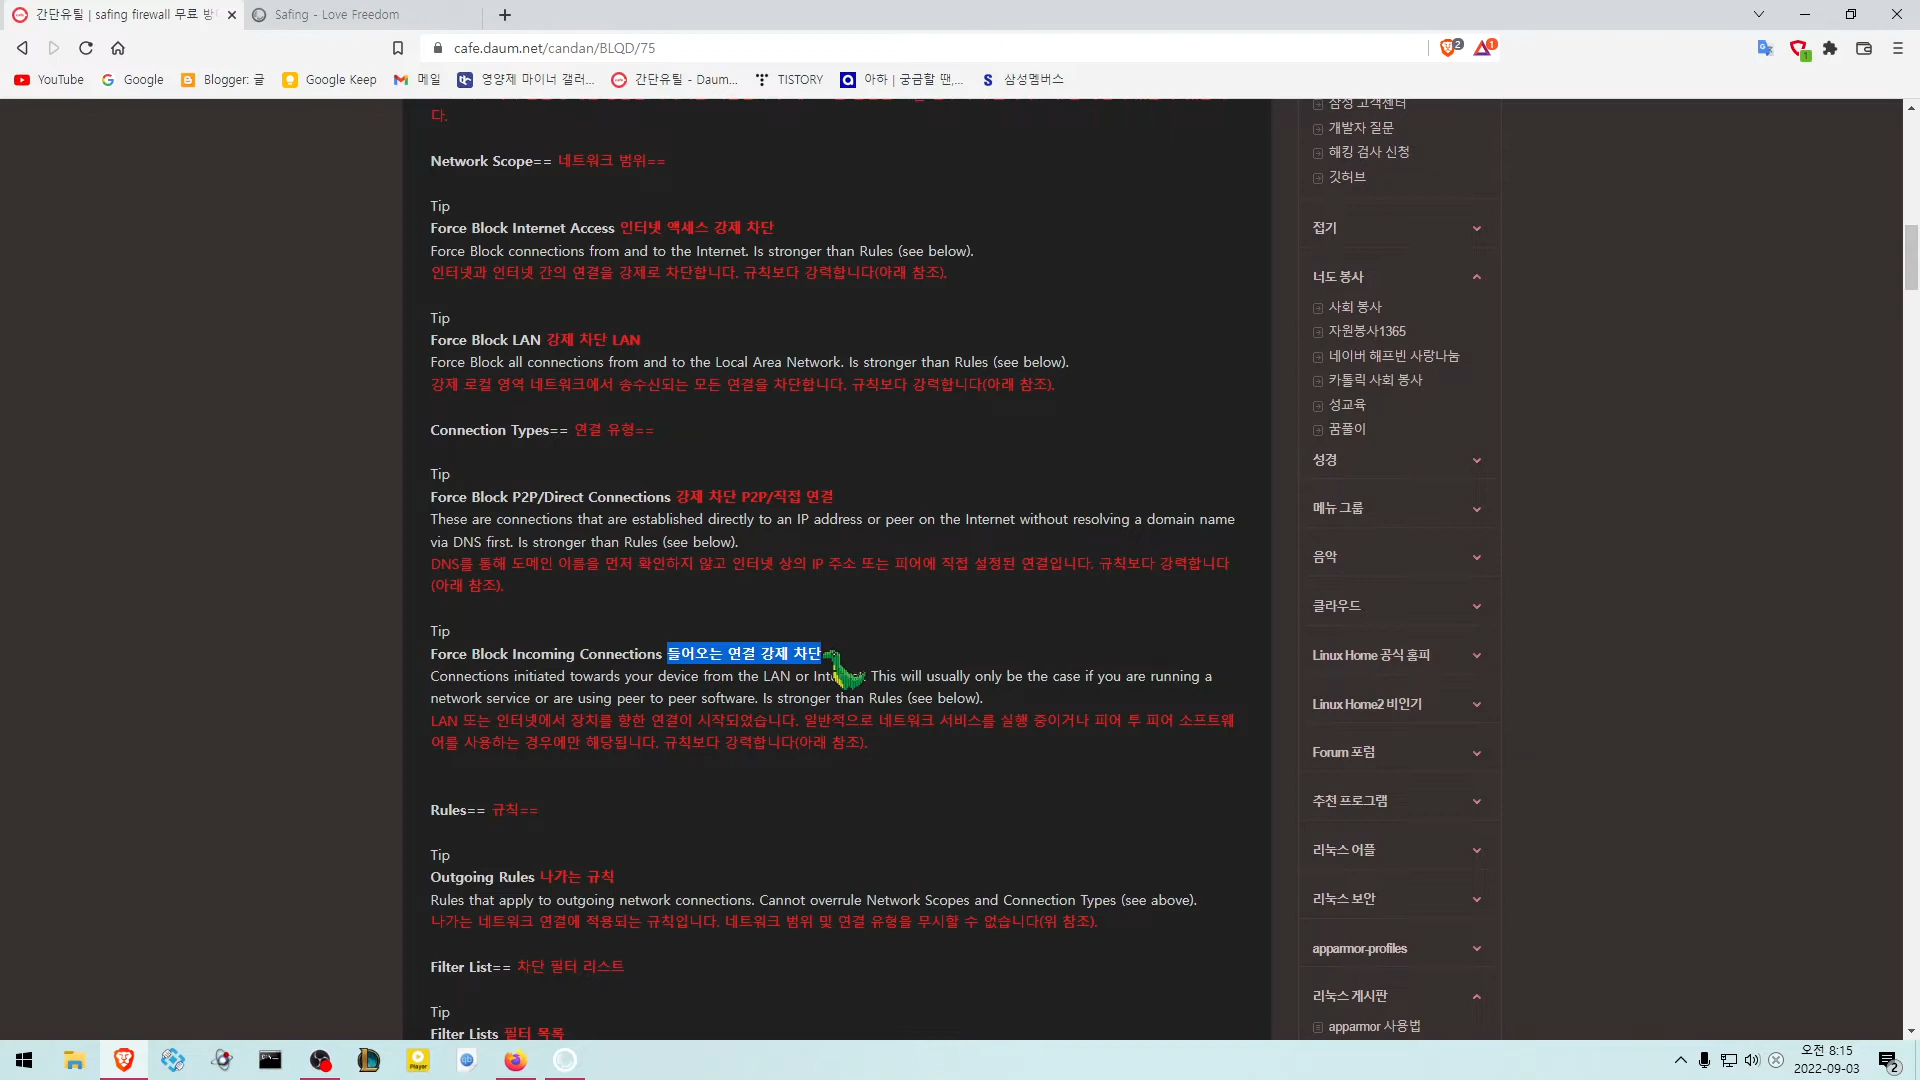 간단유틸 | safing firewall 무료 방
Safing - Love Freedom
cafe.daum.net/candan/BLQD/75
2
1
1
YouTube
Google
Blogger: 글
Google Keep
메일
영양제 마이너 갤러...
간단유틸 - Daum...
TISTORY
아하 | 궁금할 땐,...
삼성멤버스
다.
Network Scope== 네트워크 범위==
Tip
Force Block Internet Access 인터넷 액세스 강제 차단
Force Block connections from and to the Internet. Is stronger than Rules (see below).
인터넷과 인터넷 간의 연결을 강제로 차단합니다. 규칙보다 강력합니다(아래 참조).
Tip
Force Block LAN 강제 차단 LAN
Force Block all connections from and to the Local Area Network. Is stronger than Rules (see below).
강제 로컬 영역 네트워크에서 송수신되는 모든 연결을 차단합니다. 규칙보다 강력합니다(아래 참조).
Connection Types== 연결 유형==
Tip
Force Block P2P/Direct Connections 강제 차단 P2P/직접 연결
These are connections that are established directly to an IP address or peer on the Internet without resolving a domain name
via DNS first. Is stronger than Rules (see below).
DNS를 통해 도메인 이름을 먼저 확인하지 않고 인터넷 상의 IP 주소 또는 피어에 직접 설정된 연결입니다. 규칙보다 강력합니다
(아래 참조).
Tip
Force Block Incoming Connections 들어오는 연결 강제 차단
Connections initiated towards your device from the LAN or This will usually only be the case if you are running a
network service or are using peer to peer software. Is stronger than Rules (see below).
LAN 또는 인터넷에서 장치를 향한 연결이 시작되었습니다. 일반적으로 네트워크 서비스를 실행 중이거나 피어 투 피어 소프트웨
어를 사용하는 경우에만 해당됩니다. 규칙보다 강력합니다(아래 참조).
Rules== 규칙==
Tip
Outgoing Rules 나가는 규칙
Rules that apply to outgoing network connections. Cannot overrule Network Scopes and Connection Types (see above).
나가는 네트워크 연결에 적용되는 규칙입니다. 네트워크 범위 및 연결 유형을 무시할 수 없습니다(위 참조).
Filter List== 차단 필터 리스트
Tip
Filter Lists 필터 목록
삼성 고객센터
개발자 질문
해킹 검사 신청
깃허브
접기
너도 봉사
사회 봉사
자원봉사1365
네이버 해프빈 사랑나눔
카톨릭 사회 봉사
성교육
꿈풀이
성경
메뉴 그룹
음악
클라우드
Linux Home 공식 홈피
Linux Home2 비인기
Forum 포럼
추천 프로그램
리눅스 어플
리눅스 보안
apparmor-profiles
리눅스 게시판
apparmor 사용법
Player
오전 8:15
2022-09-03
2